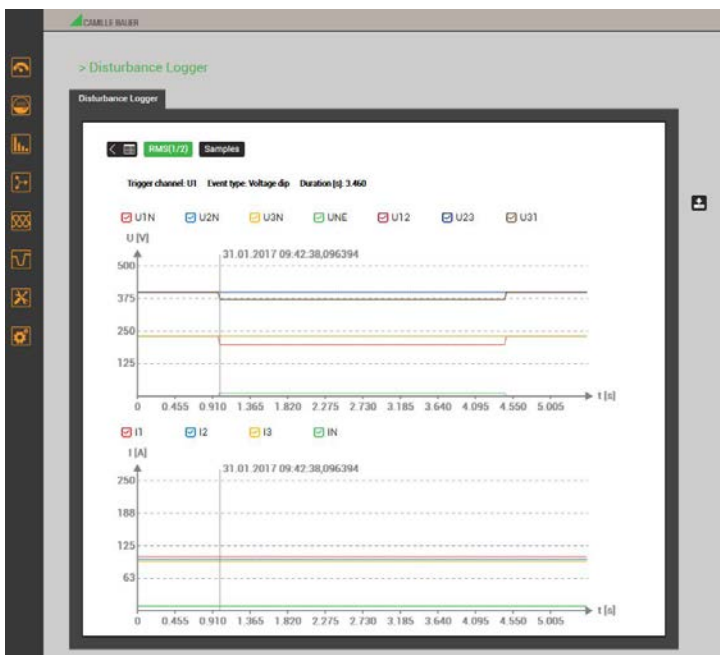 CAMILLE BAUER
> Disturbance Logger
Disturbance Logger
RMS(1/2) Samples
Trigger channel: U1 Event type: Voltage dip Duration [s]: 3.460
U1N U2N U3N UNE U12 U23 U31
U [V]
31.01.2017 09:42:38,096394
500
375
250
125
t [s]
0 0.455 0.910 1.365 1.820 2.275 2.730 3.185 3.640 4.095 4.550 5.005
I1 I2 I3 IN
I [A]
31.01.2017 09:42:38,096394
250
188
125
63
t [s]
0 0.455 0.910 1.365 1.820 2.275 2.730 3.185 3.640 4.095 4.550 5.005